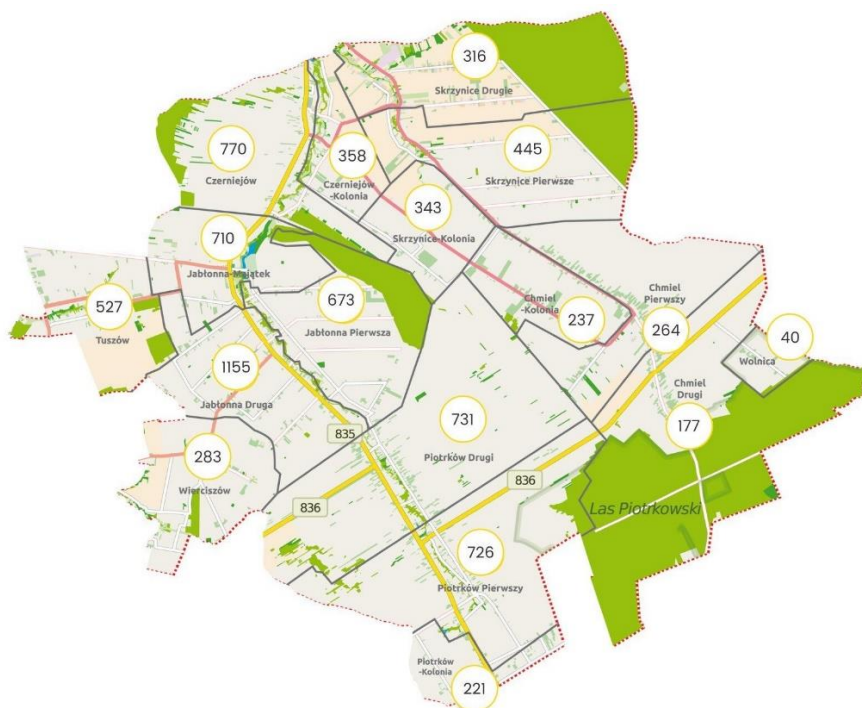 316
Skrzynice Drugie
770
Czerniejów
358
Czerniejów
-Kolonia
445
Skrzynice Pierwsze
343
Skrzynice-Kolonia
710
Jabłonna-Majątek
527
Tuszów
673
Jabłonna Pierwsza
Chmiel
-Kolonia
237
Chmiel
Pierwszy
264
40
Wolnica
1155
Jabłonna Druga
Chmiel
Drugi
177
731
Piotrków Drugi
835
283
Wierciszów
836
836
Las Piotrkowski
726
Piotrków Pierwszy
Piotrków
-Kolonia
221